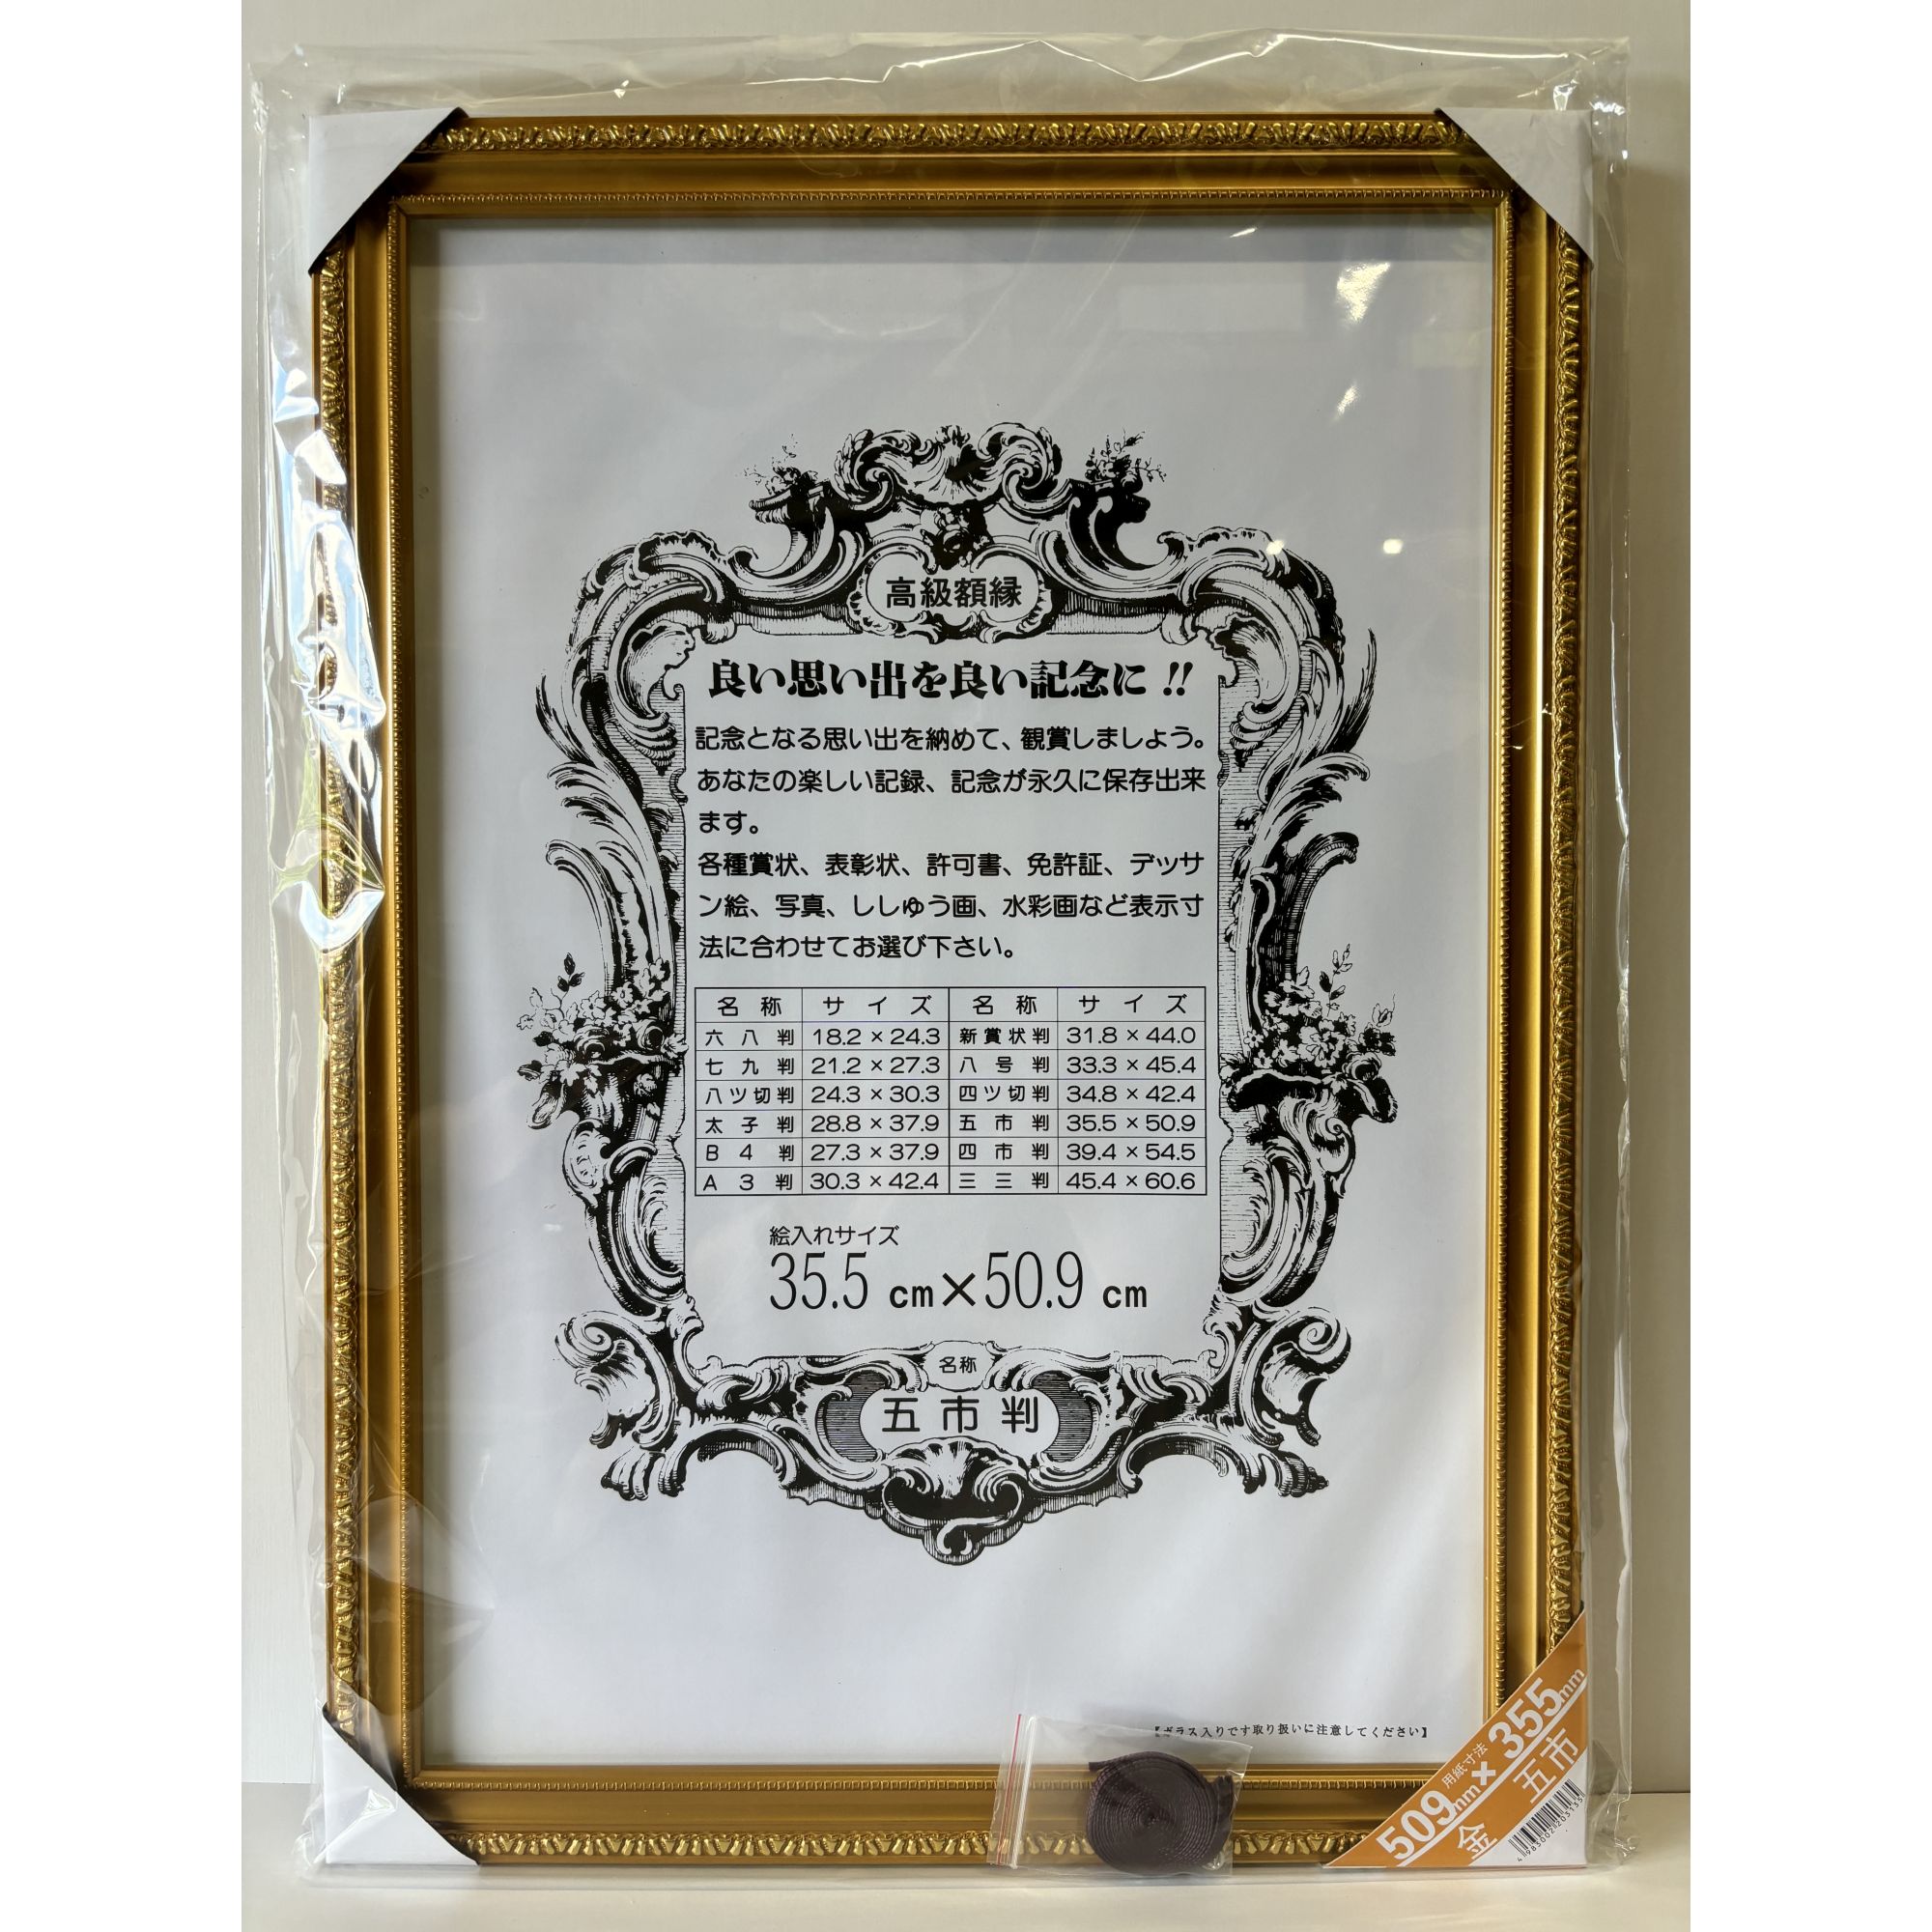 高級額縁
良い思い出を良い記念に!!
記念となる思い出を納めて、観賞しましょう。
あなたの楽しい記録、記念が永久に保存出来
ます。
各種賞状、表彰状、許可書、免許証、デッサ
ン絵、写真、ししゅう画、水彩画など表示寸
法に合わせてお選び下さい。
名称 サイズ 名称 サイズ
六八判 18.2×24.3 新賞状判 31.8×44.0
七九判 21.2×27.3 八号判 33.3×45.4
八ツ切判 24.3×30.3 四ツ切判 34.8×42.4
太子判 28.8×37.9 五市判 35.5×50.9
B4判 27.3×37.9 四市判 39.4×54.5
A3判 30.3×42.4 三三判 45.4×60.6
絵入れサイズ
35.5cm×50.9cm
名称
五市判
【ガラス入りです取り扱いに注意してください】
用紙寸法
509mm×355mm
金 五市